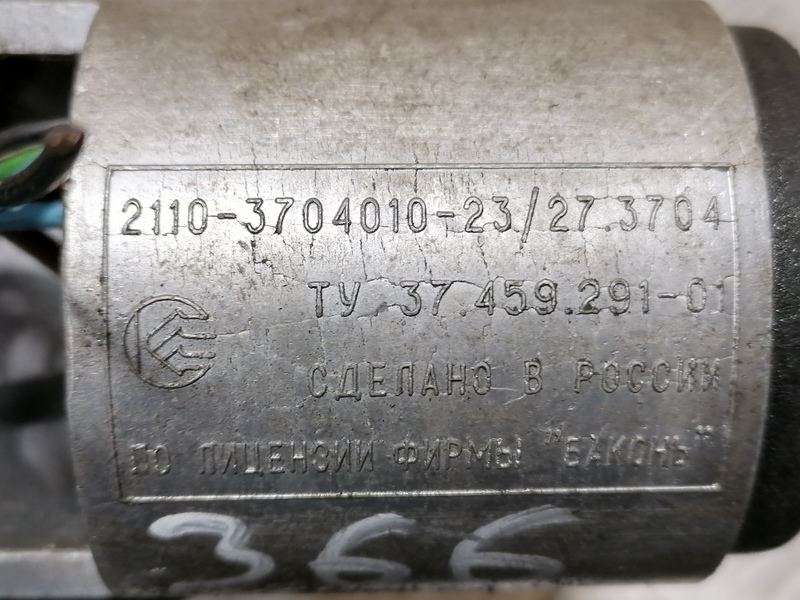 2110-3704010-23/27.3704
ТУ 37.459.291-01
СДЕЛАНО В РОССИИ
ПО ЛИЦЕНЗИИ ФИРМЫ "БАКОНЬ"
366